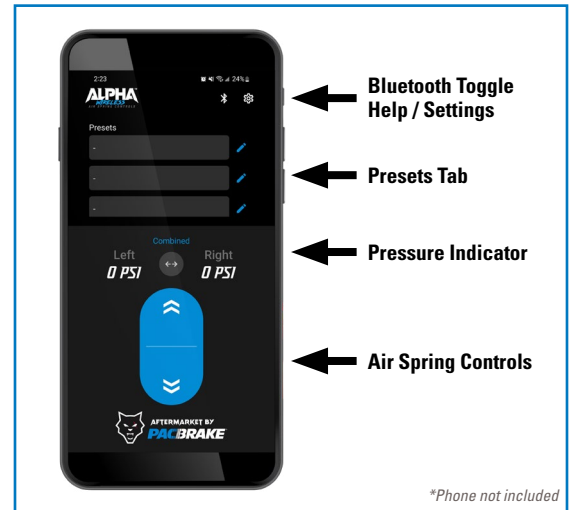 2:23
24%
ALPHA
WIRELESS
AIR SPRING CONTROLS
Bluetooth Toggle
Help / Settings
Presets
-
-
-
Presets Tab
Combined
Left
Right
0 PSI
0 PSI
Pressure Indicator
Air Spring Controls
AFTERMARKET BY
PACBRAKE
*Phone not included